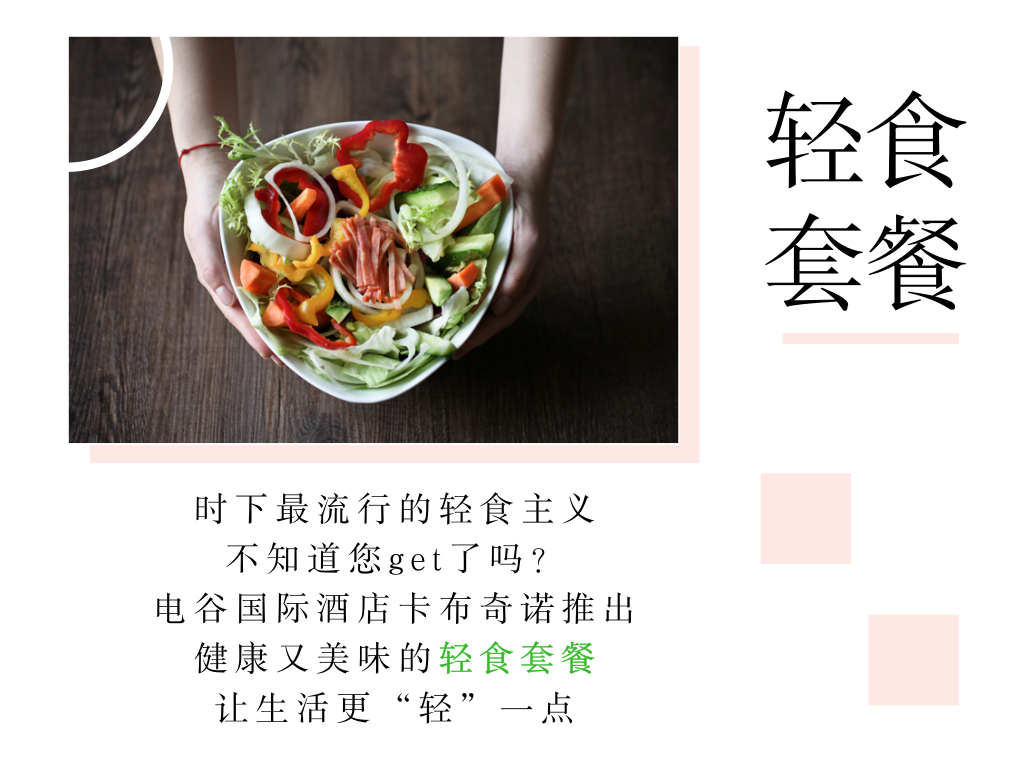 轻食
套餐
时下最流行的轻食主义
不知道您get了吗？
电谷国际酒店卡布奇诺推出
健康又美味的轻食套餐
让生活更“轻”一点